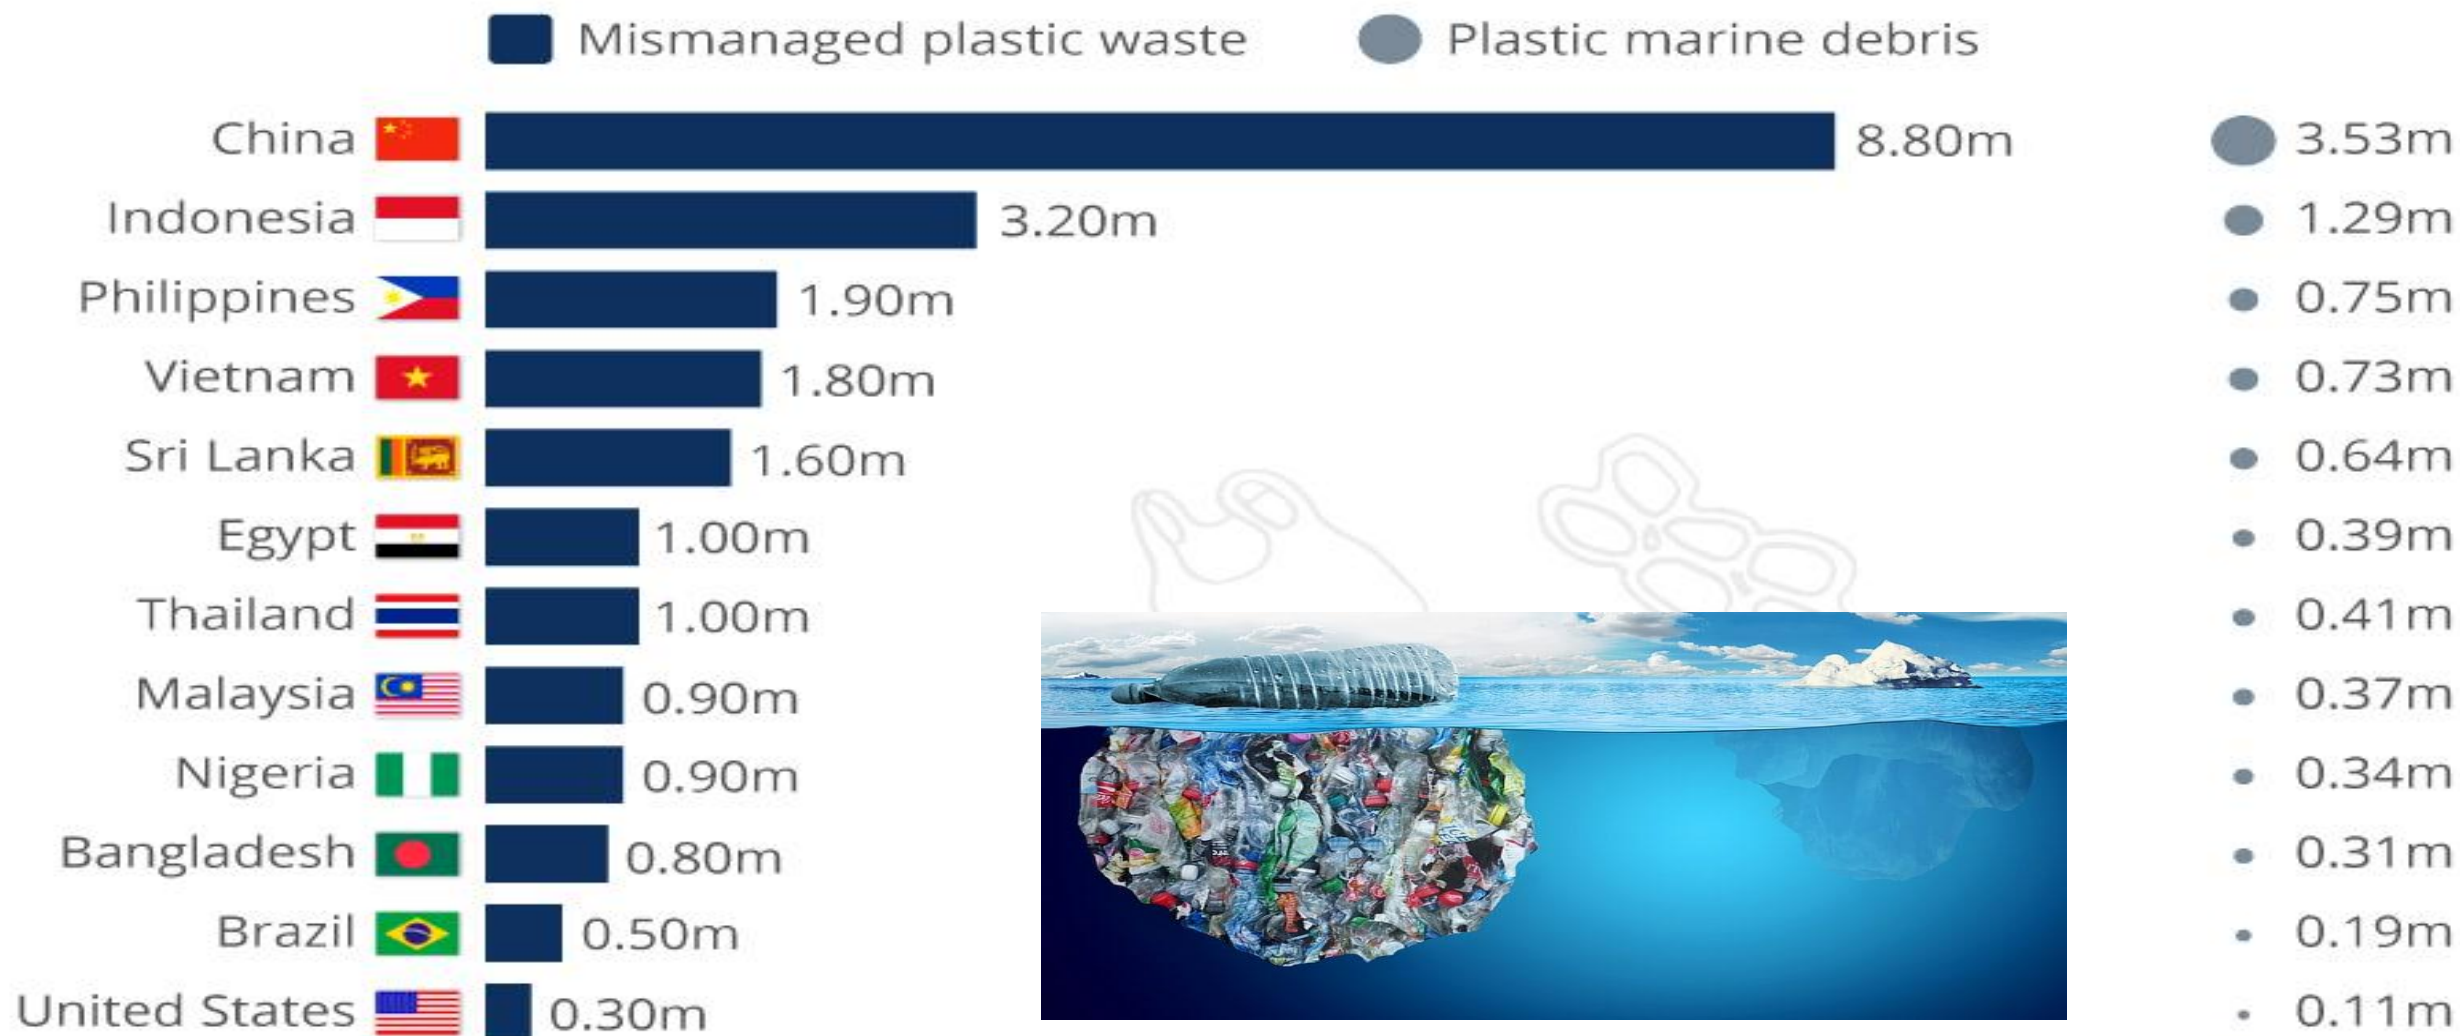 Mismanaged plastic waste Plastic marine debris
China 8.80m 3.53m
Indonesia 3.20m 1.29m
Philippines 1.90m 0.75m
Vietnam 1.80m 0.73m
Sri Lanka 1.60m 0.64m
Egypt 1.00m 0.39m
Thailand 1.00m 0.41m
Malaysia 0.90m 0.37m
Nigeria 0.90m 0.34m
Bangladesh 0.80m 0.31m
Brazil 0.50m 0.19m
United States 0.30m 0.11m